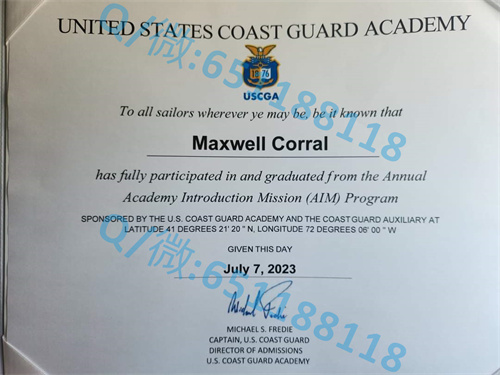 UNITED STATES COAST GUARD ACADEMY
1876
USCGA
To all sailors wherever ye may be, be it known that
Maxwell Corral
has fully participated in and graduated from the Annual
Academy Introduction Mission (AIM) Program
SPONSORED BY THE U.S. COAST GUARD ACADEMY AND THE COAST GUARD AUXILIARY AT
LATITUDE 41 DEGREES 21' 20 " N, LONGITUDE 72 DEGREES 06' 00 " W
GIVEN THIS DAY
July 7, 2023
MICHAEL S. FREDIE
CAPTAIN, U.S. COAST GUARD
DIRECTOR OF ADMISSIONS
U.S. COAST GUARD ACADEMY
Q/微:651188118
Q/微:651188118